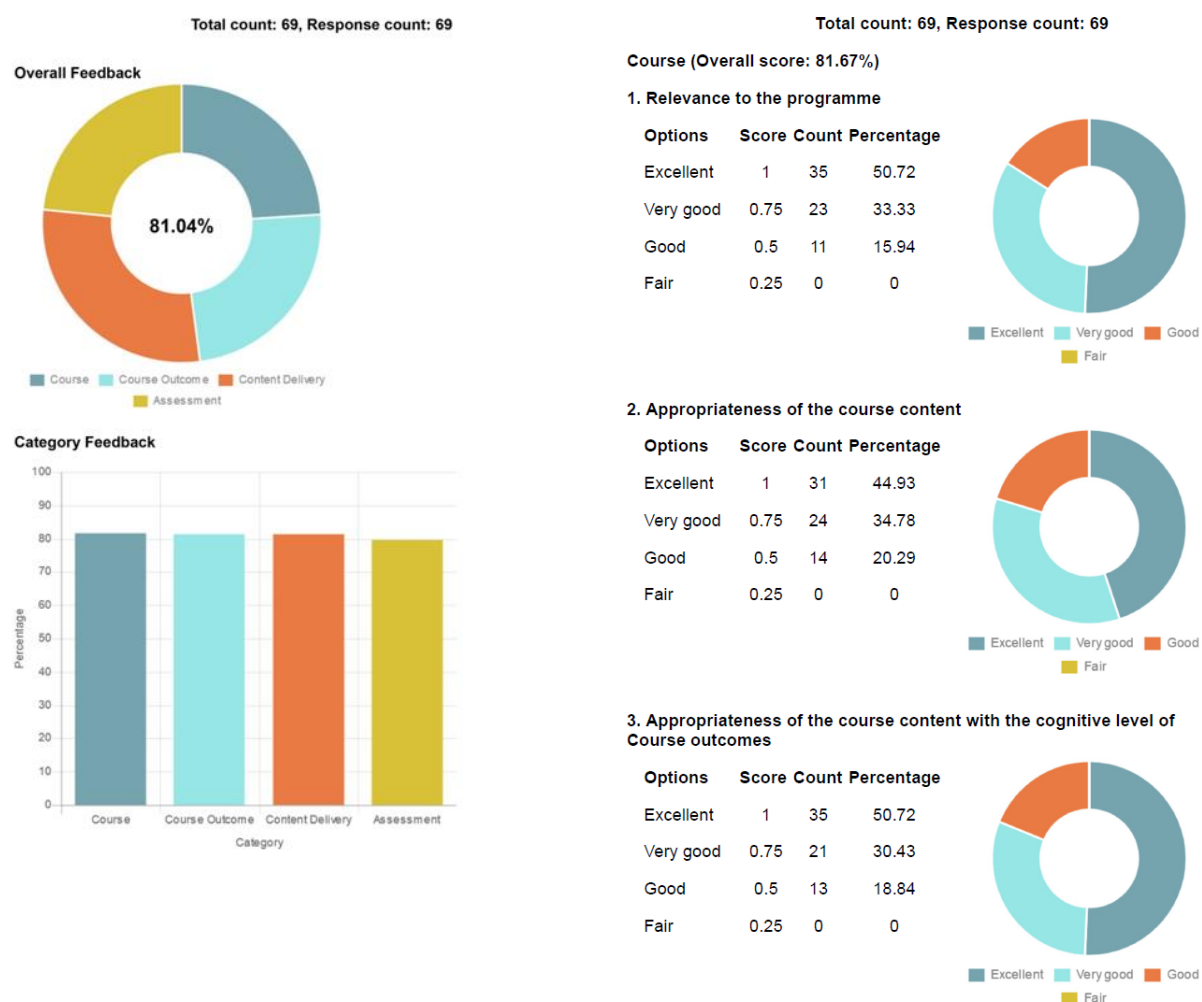 Total count: 69, Response count: 69
Overall Feedback
81.04%
Course Course Outcome Content Delivery
Assessment
Category Feedback
100
90
80
70
60
50
40
30
20
10
0
Percentage
Course Course Outcome Content Delivery Assessment
Category
Total count: 69, Response count: 69
Course (Overall score: 81.67%)
1. Relevance to the programme
Options Score Count Percentage
Excellent 1 35 50.72
Very good 0.75 23 33.33
Good 0.5 11 15.94
Fair 0.25 0 0
Excellent Very good Good
Fair
2. Appropriateness of the course content
Options Score Count Percentage
Excellent 1 31 44.93
Very good 0.75 24 34.78
Good 0.5 14 20.29
Fair 0.25 0 0
Excellent Very good Good
Fair
3. Appropriateness of the course content with the cognitive level of
Course outcomes
Options Score Count Percentage
Excellent 1 35 50.72
Very good 0.75 21 30.43
Good 0.5 13 18.84
Fair 0.25 0 0
Excellent Very good Good
Fair